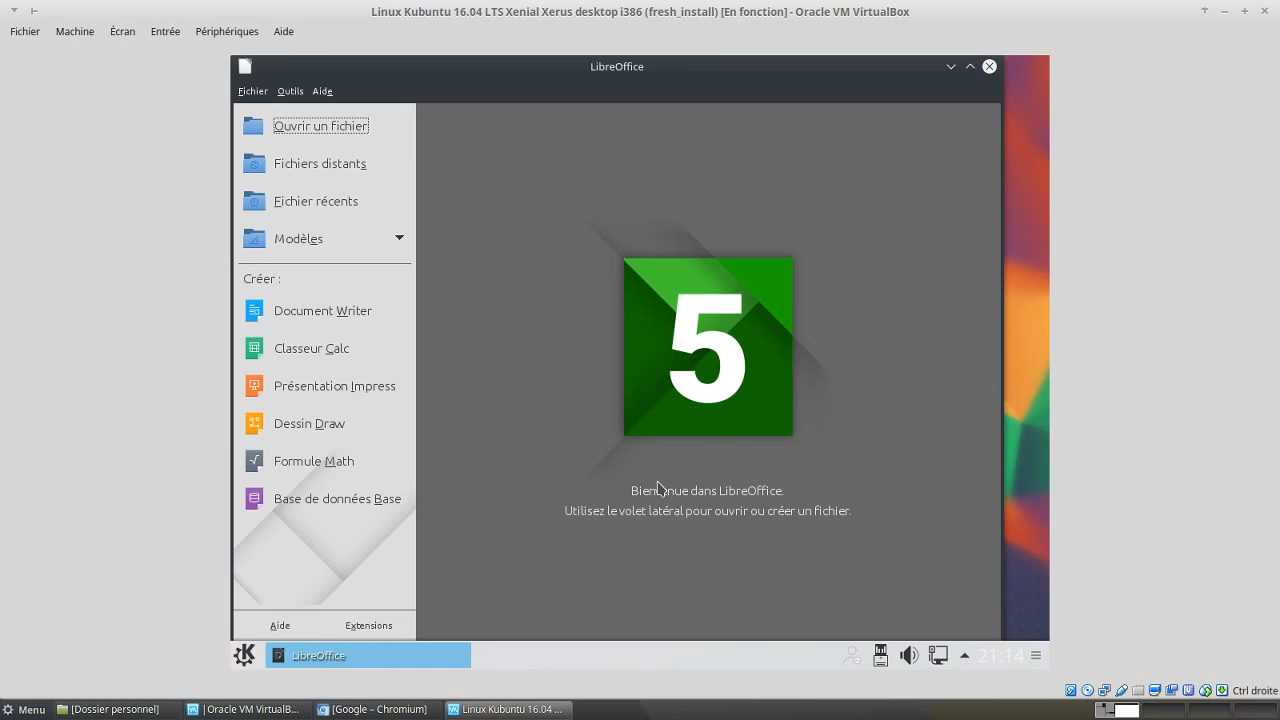 Linux Kubuntu 16.04 LTS Xenial Xerus desktop i386 (fresh_install) [En fonction] - Oracle VM VirtualBox
Fichier Machine Écran Entrée Périphériques Aide
LibreOffice
Fichier Outils Aide
Ouvrir un fichier
Fichiers distants
Fichier récents
Modèles
Créer :
Document Writer
Classeur Calc
Présentation Impress
Dessin Draw
Formule Math
Base de données Base
5
Bienvenue dans LibreOffice.
Utilisez le volet latéral pour ouvrir ou créer un fichier.
Aide Extensions
LibreOffice
21:14
Ctrl droite
Menu [Dossier personnel] [Oracle VM VirtualB... [Google – Chromium] Linux Kubuntu 16.04 ...